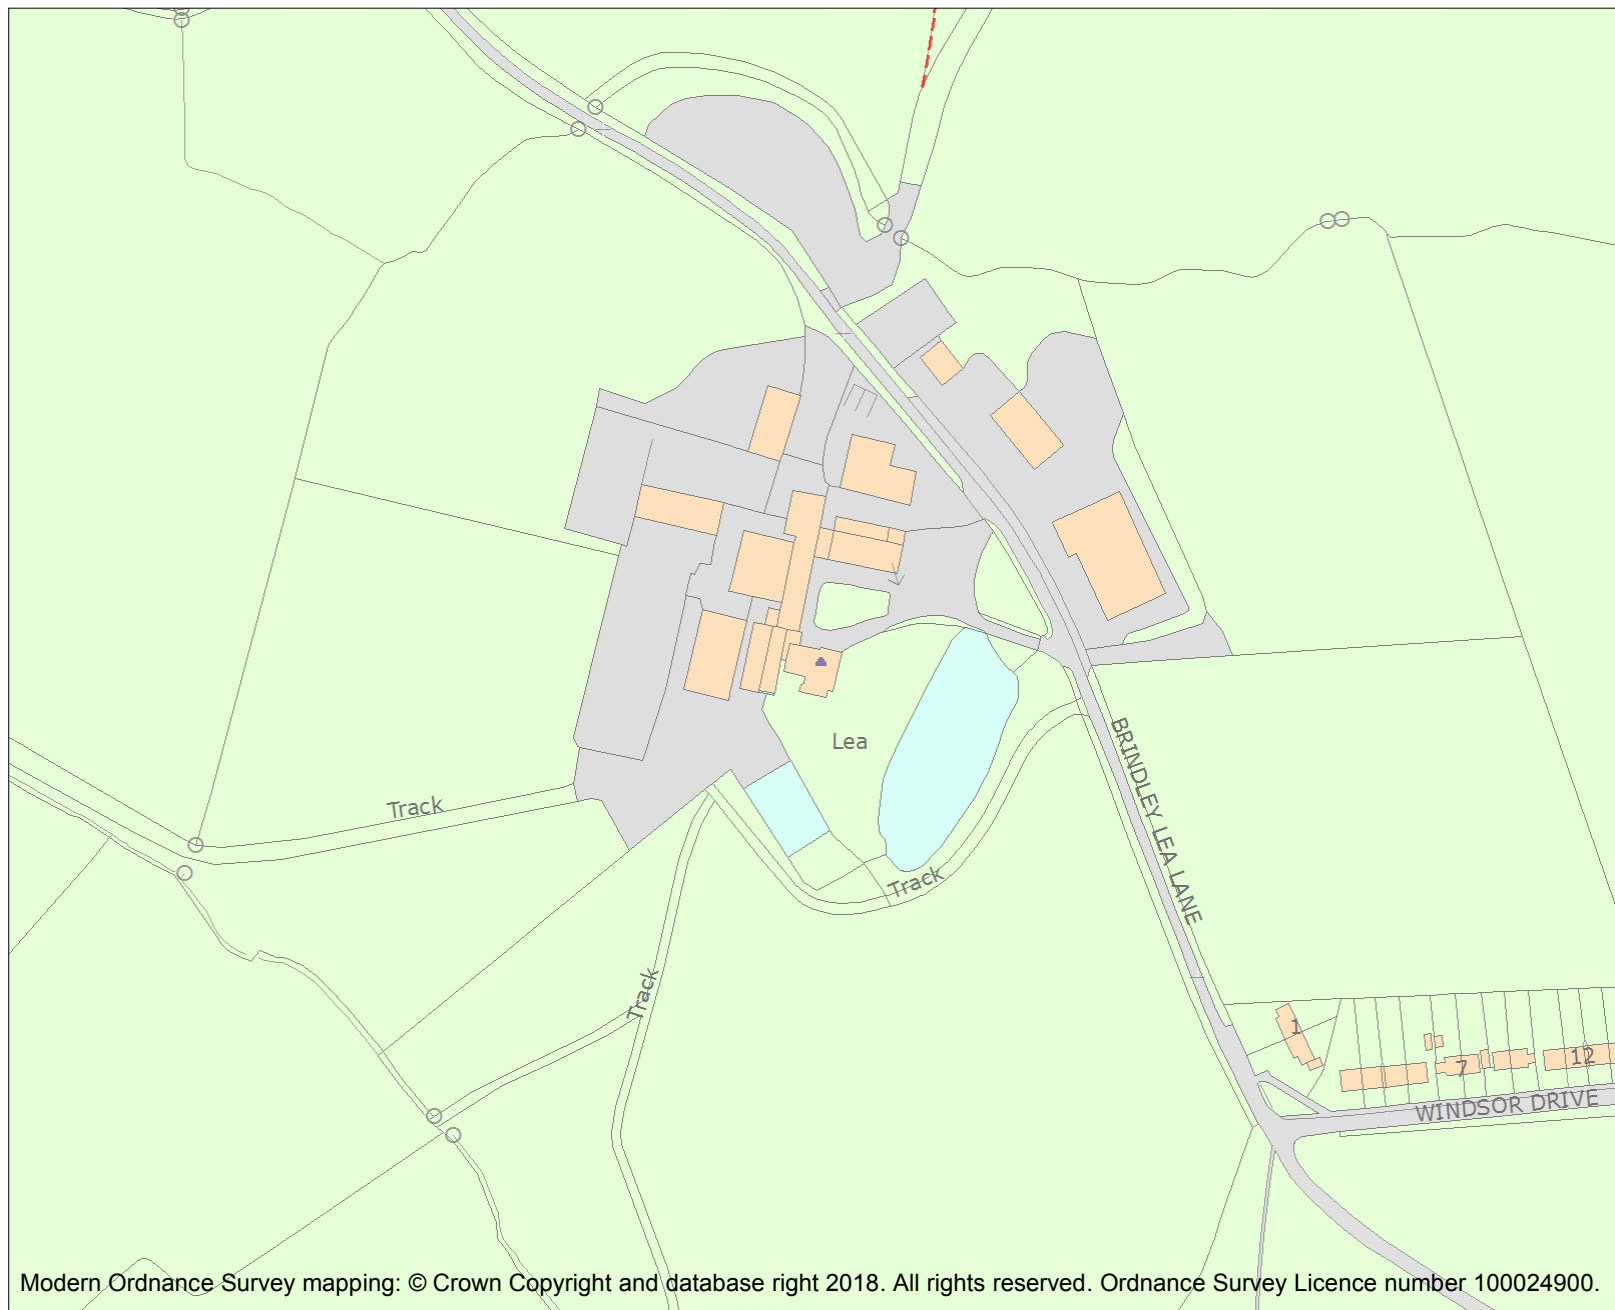 Lea
BRINDLEY LEA LANE
Track
Track
Track
1
7
12
WINDSOR DRIVE
Modern Ordnance Survey mapping: © Crown Copyright and database right 2018. All rights reserved. Ordnance Survey Licence number 100024900.